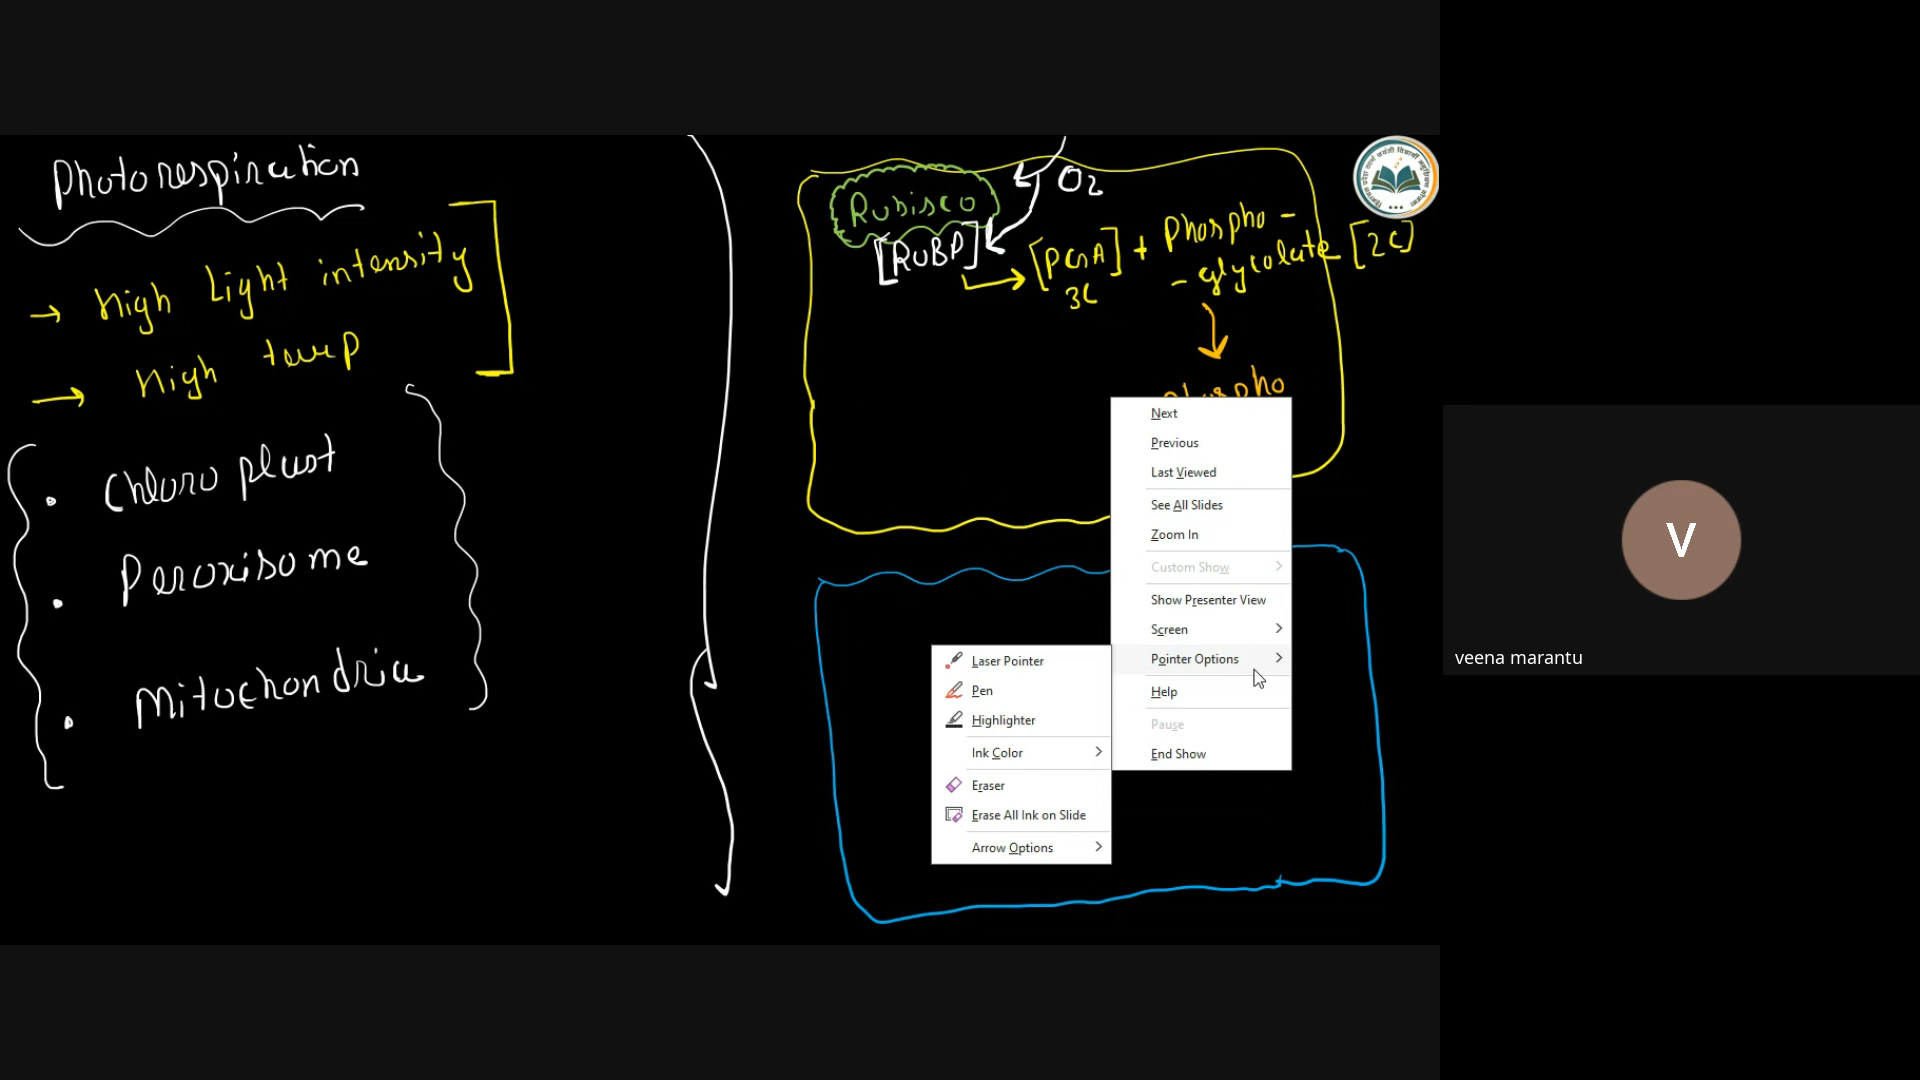 Photorespiration
→ high Light intensity
→ high temp
• Chloroplast
• Peroxisome
• Mitochondria
Rubisco
O2
[RuBP]
→ [PGA] + Phospho -
3C
- glycolate [2C]
Phospho
Next
Previous
Last Viewed
See All Slides
Zoom In
Custom Show
Show Presenter View
Screen
Pointer Options
Help
Pause
End Show
Laser Pointer
Pen
Highlighter
Ink Color
Eraser
Erase All Ink on Slide
Arrow Options
V
veena marantu